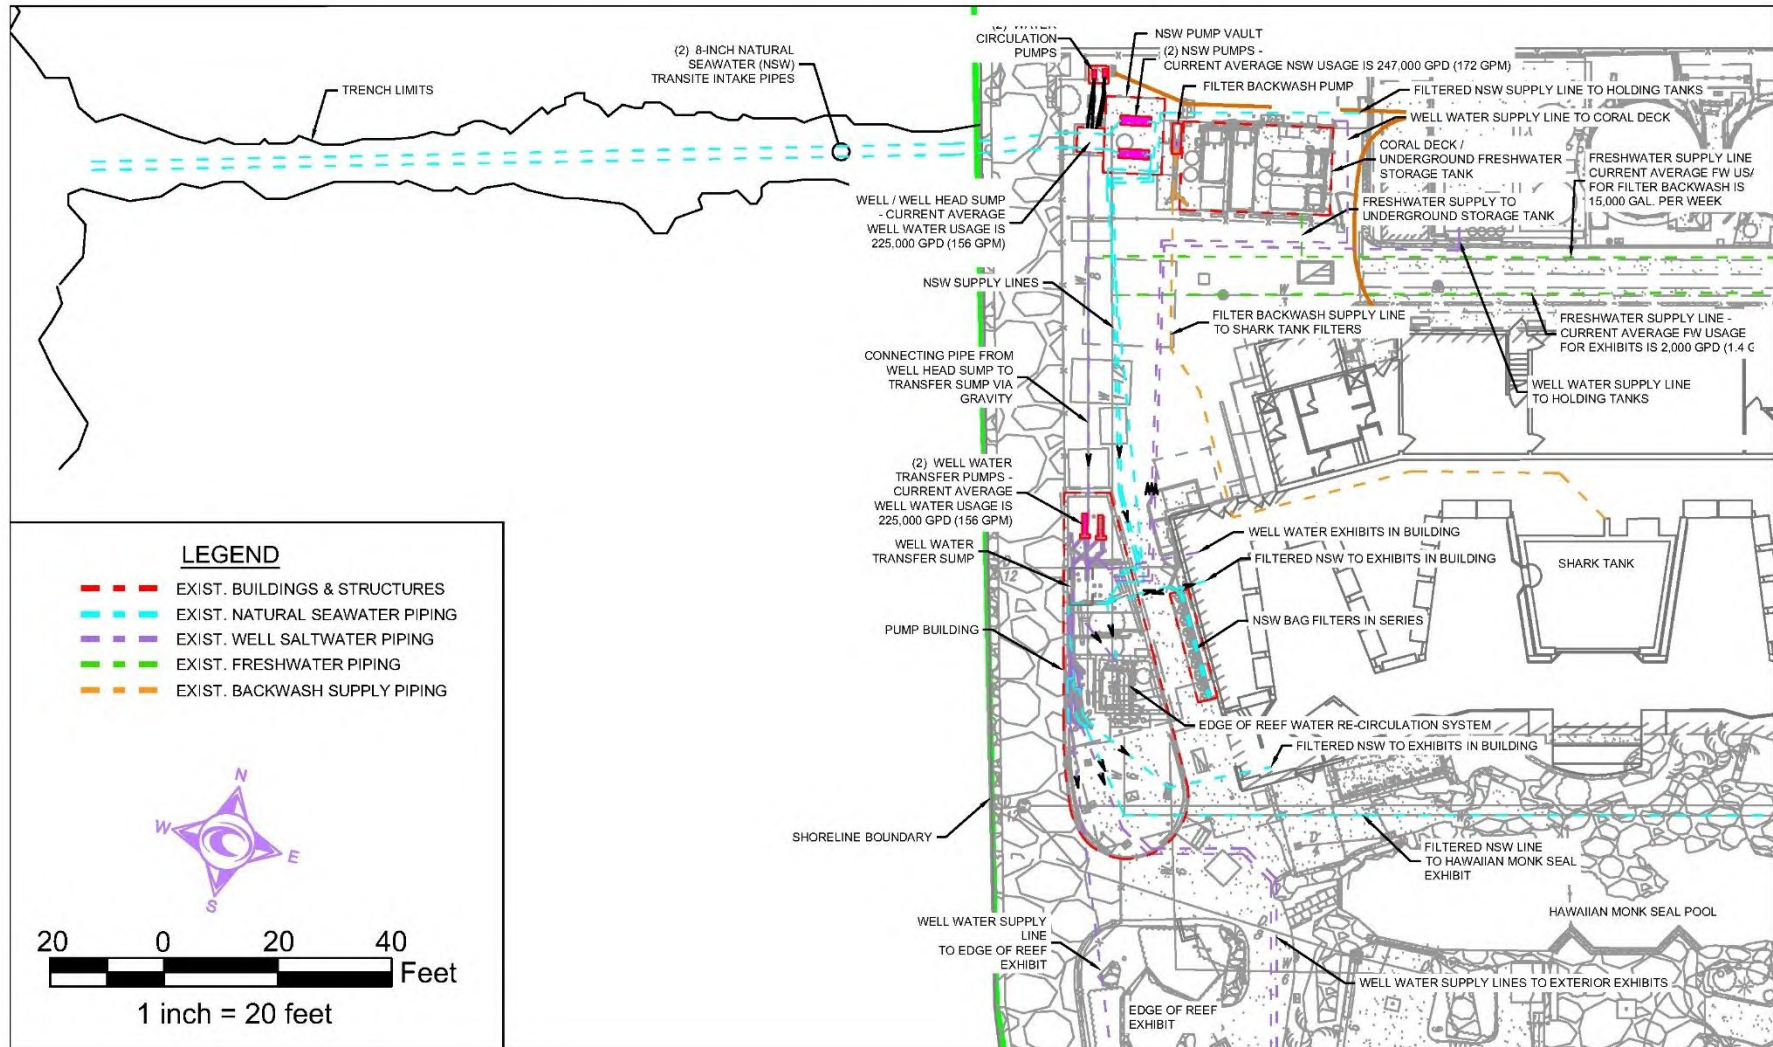 (2) WATER
CIRCULATION
PUMPS
NSW PUMP VAULT
(2) NSW PUMPS -
CURRENT AVERAGE NSW USAGE IS 247,000 GPD (172 GPM)
FILTER BACKWASH PUMP
FILTERED NSW SUPPLY LINE TO HOLDING TANKS
WELL WATER SUPPLY LINE TO CORAL DECK
CORAL DECK /
UNDERGROUND FRESHWATER
STORAGE TANK
FRESHWATER SUPPLY LINE
CURRENT AVERAGE FW US
FOR FILTER BACKWASH IS
15,000 GAL. PER WEEK
(2) 8-INCH NATURAL
SEAWATER (NSW)
TRANSITE INTAKE PIPES
TRENCH LIMITS
WELL / WELL HEAD SUMP
- CURRENT AVERAGE
WELL WATER USAGE IS
225,000 GPD (156 GPM)
FRESHWATER SUPPLY TO
UNDERGROUND STORAGE TANK
NSW SUPPLY LINES
FILTER BACKWASH SUPPLY LINE
TO SHARK TANK FILTERS
FRESHWATER SUPPLY LINE -
CURRENT AVERAGE FW USAGE
FOR EXHIBITS IS 2,000 GPD (1.4 G
CONNECTING PIPE FROM
WELL HEAD SUMP TO
TRANSFER SUMP VIA
GRAVITY
WELL WATER SUPPLY LINE
TO HOLDING TANKS
(2) WELL WATER
TRANSFER PUMPS -
CURRENT AVERAGE
WELL WATER USAGE IS
225,000 GPD (156 GPM)
WELL WATER
TRANSFER SUMP
WELL WATER EXHIBITS IN BUILDING
FILTERED NSW TO EXHIBITS IN BUILDING
SHARK TANK
NSW BAG FILTERS IN SERIES
PUMP BUILDING
EDGE OF REEF WATER RE-CIRCULATION SYSTEM
FILTERED NSW TO EXHIBITS IN BUILDING
SHORELINE BOUNDARY
FILTERED NSW LINE
TO HAWAIIAN MONK SEAL
EXHIBIT
HAWAIIAN MONK SEAL POOL
WELL WATER SUPPLY
LINE
TO EDGE OF REEF
EXHIBIT
WELL WATER SUPPLY LINES TO EXTERIOR EXHIBITS
EDGE OF REEF
EXHIBIT
LEGEND
EXIST. BUILDINGS & STRUCTURES
EXIST. NATURAL SEAWATER PIPING
EXIST. WELL SALTWATER PIPING
EXIST. FRESHWATER PIPING
EXIST. BACKWASH SUPPLY PIPING
N
W
E
S
20 0 20 40
Feet
1 inch = 20 feet